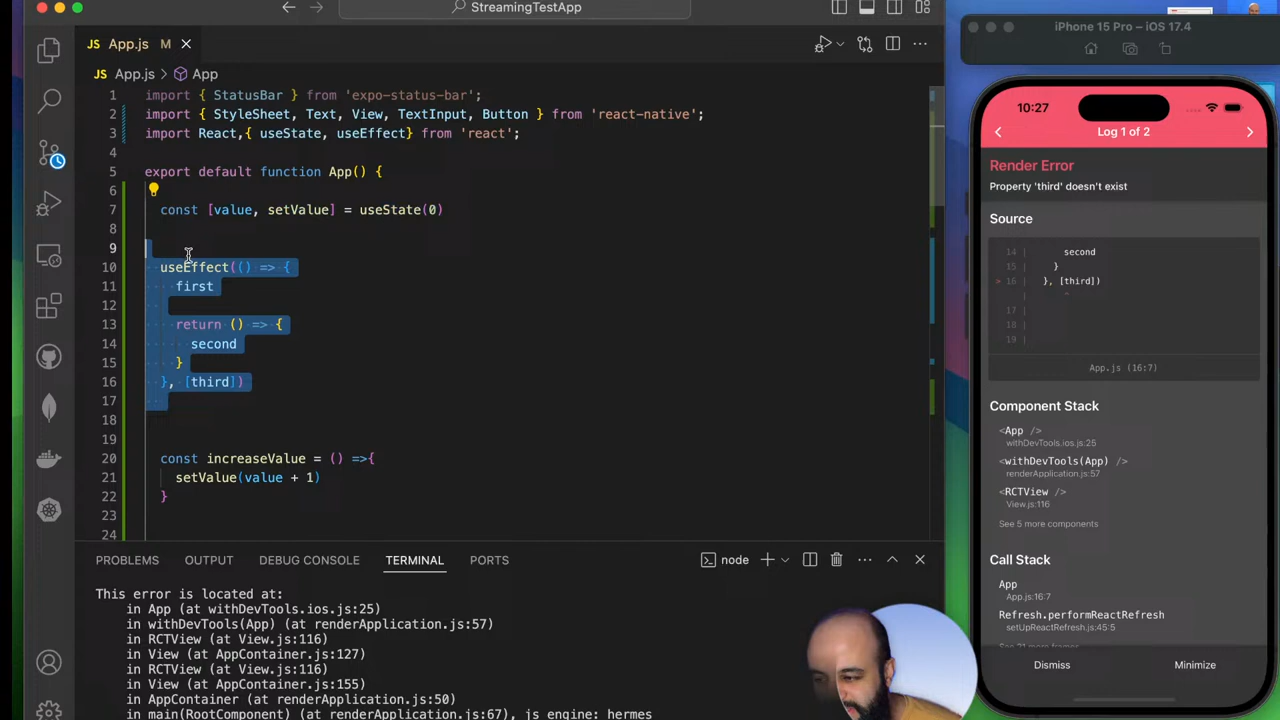 StreamingTestApp
JS App.js M
JS App.js > App
1 import { StatusBar } from 'expo-status-bar';
2 import { StyleSheet, Text, View, TextInput, Button } from 'react-native';
3 import React,{ useState, useEffect} from 'react';
4
5 export default function App() {
6
7 const [value, setValue] = useState(0)
8
9
10 useEffect(() => {
11 first
12
13 return () => {
14 second
15 }
16 }, [third])
17
18
19
20 const increaseValue = () =>{
21 setValue(value + 1)
22 }
23
24
PROBLEMS OUTPUT DEBUG CONSOLE TERMINAL PORTS node
This error is located at:
in App (at withDevTools.ios.js:25)
in withDevTools(App) (at renderApplication.js:57)
in RCTView (at View.js:116)
in View (at AppContainer.js:127)
in RCTView (at View.js:116)
in View (at AppContainer.js:155)
in AppContainer (at renderApplication.js:50)
in main(RootComponent) (at renderApplication.js:67), js engine: hermes
iPhone 15 Pro – iOS 17.4
10:27
Log 1 of 2
Render Error
Property 'third' doesn't exist
Source
14 | second
15 | }
> 16 | }, [third])
| ^
17 |
18 |
19 |
App.js (16:7)
Component Stack
<App />
withDevTools.ios.js:25
<withDevTools(App) />
renderApplication.js:57
<RCTView />
View.js:116
See 5 more components
Call Stack
App
App.js:16:7
Refresh.performReactRefresh
setUpReactRefresh.js:45:5
See 21 more frames
Dismiss Minimize